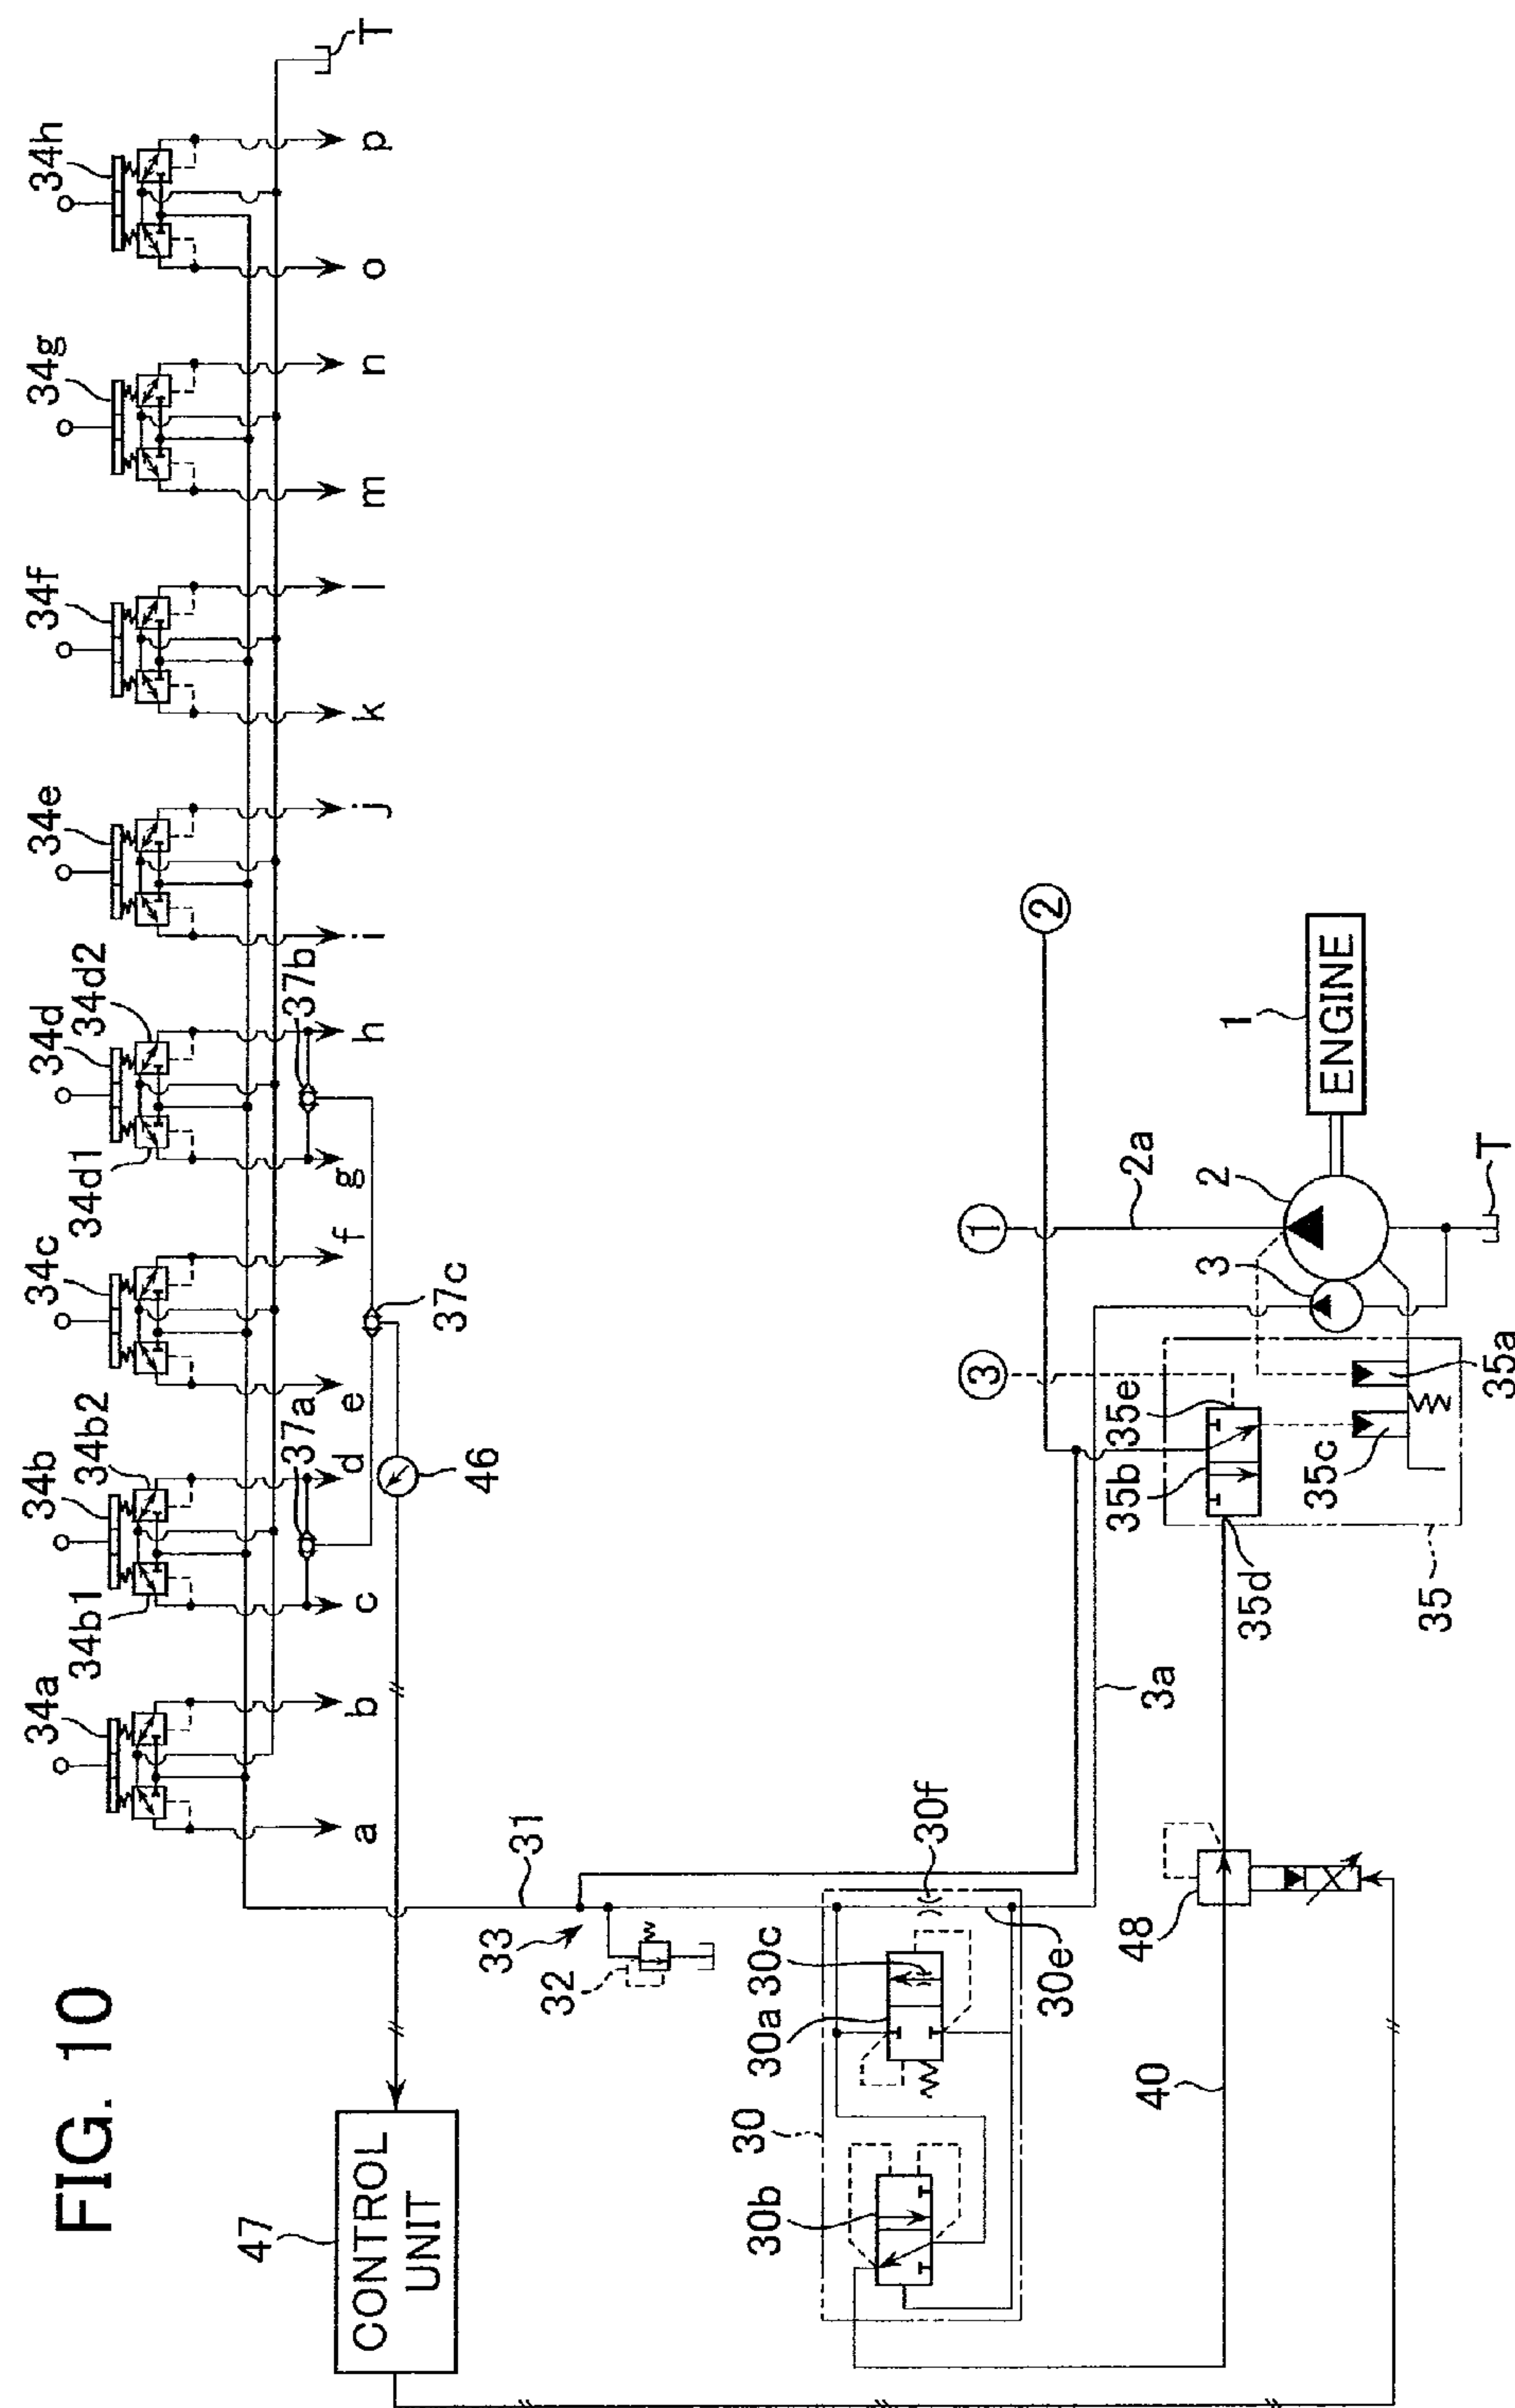 FIG. 10
34a
34b1
34b
34b2
34c
34d1
34d
34d2
34e
34f
34g
34h
T
a
b
c
d
e
f
g
h
i
j
k
l
m
n
o
p
37a
37c
37b
46
47
CONTROL
UNIT
31
33
32
30
30b
30a
30c
30f
30e
3a
40
48
1
2
3
2a
3
2
1
ENGINE
T
35b
35e
35d
35c
35a
35